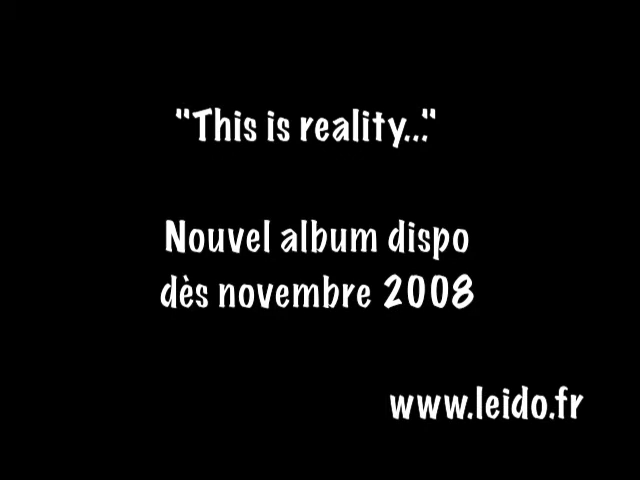 "This is reality..."
Nouvel album dispo
dès novembre 2008
www.leido.fr